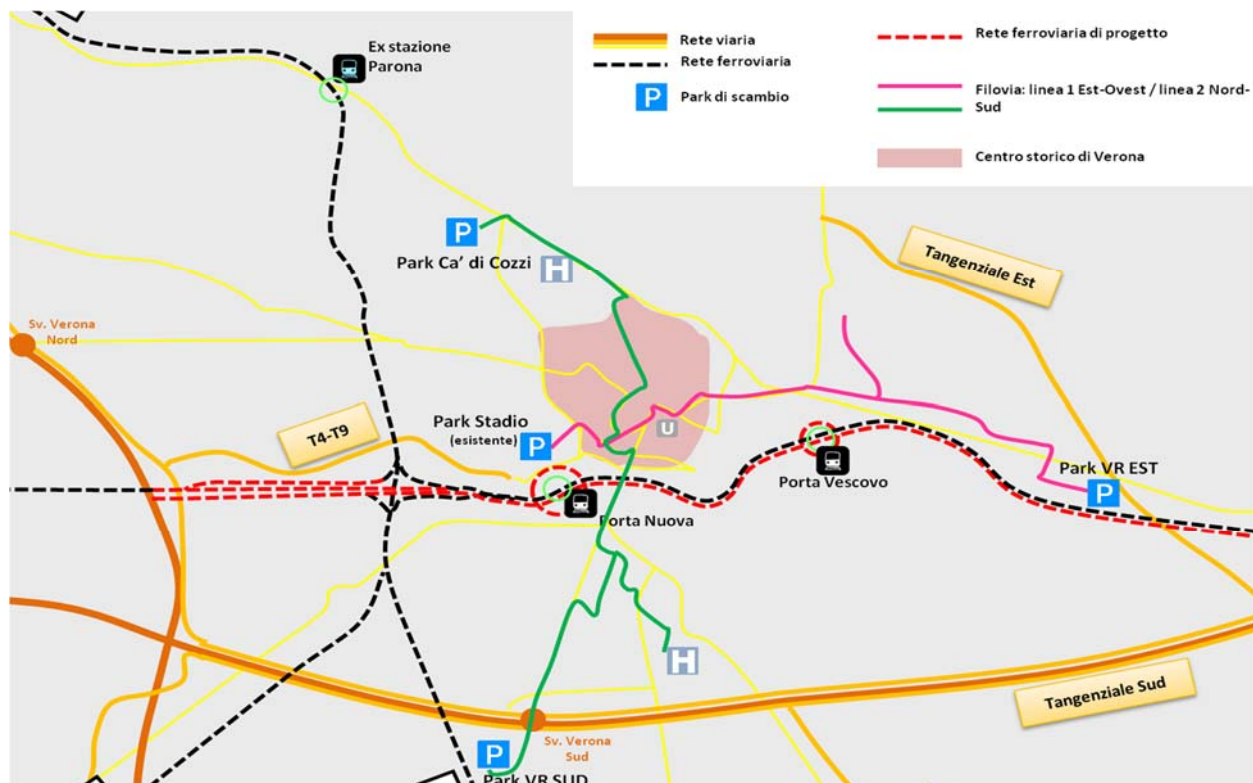 Ex stazione
Parona
Rete viaria
Rete ferroviaria
P
Park di scambio
Rete ferroviaria di progetto
Filovia: linea 1 Est-Ovest / linea 2 Nord-
Sud
Centro storico di Verona
P
Park Ca' di Cozzi
H
Tangenziale Est
Sv. Verona
Nord
T4-T9
Park Stadio
(esistente)
P
U
Porta Vescovo
Park VR EST
P
Porta Nuova
H
Tangenziale Sud
Sv. Verona
Sud
P
Park VR SUD